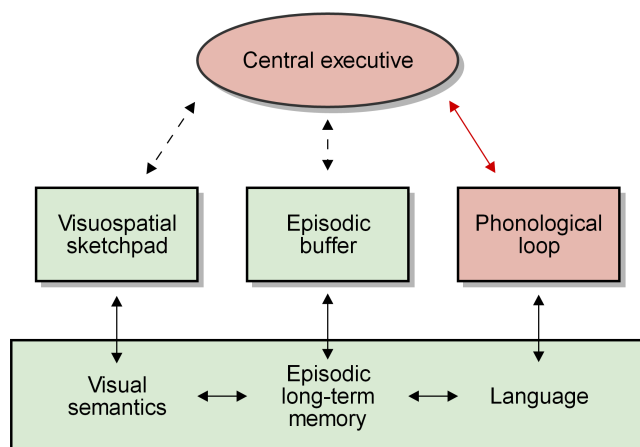 Central executive
Visuospatial
sketchpad
Episodic
buffer
Phonological
loop
Visual
semantics
Episodic
long-term
memory
Language